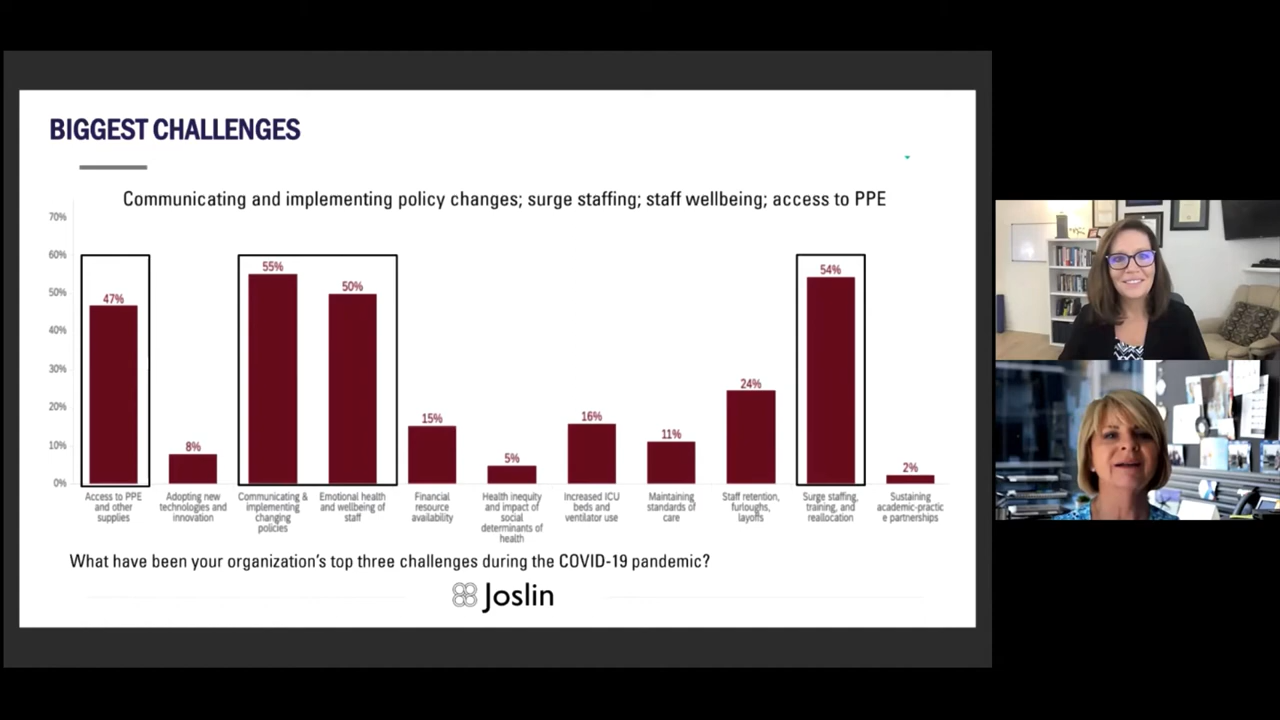 BIGGEST CHALLENGES
Communicating and implementing policy changes; surge staffing; staff wellbeing; access to PPE
70%
60%
50%
40%
30%
20%
10%
0%
47%
8%
55%
50%
15%
5%
16%
11%
24%
54%
2%
Access to PPE
and other
supplies
Adopting new
technologies and
innovation
Communicating &
implementing
changing
policies
Emotional health
and wellbeing of
staff
Financial
resource
availability
Health inequity
and impact of
social
determinants of
health
Increased ICU
beds and
ventilator use
Maintaining
standards of
care
Staff retention,
furloughs,
layoffs
Surge staffing,
training, and
reallocation
Sustaining
academic-practic
e partnerships
What have been your organization's top three challenges during the COVID-19 pandemic?
Joslin